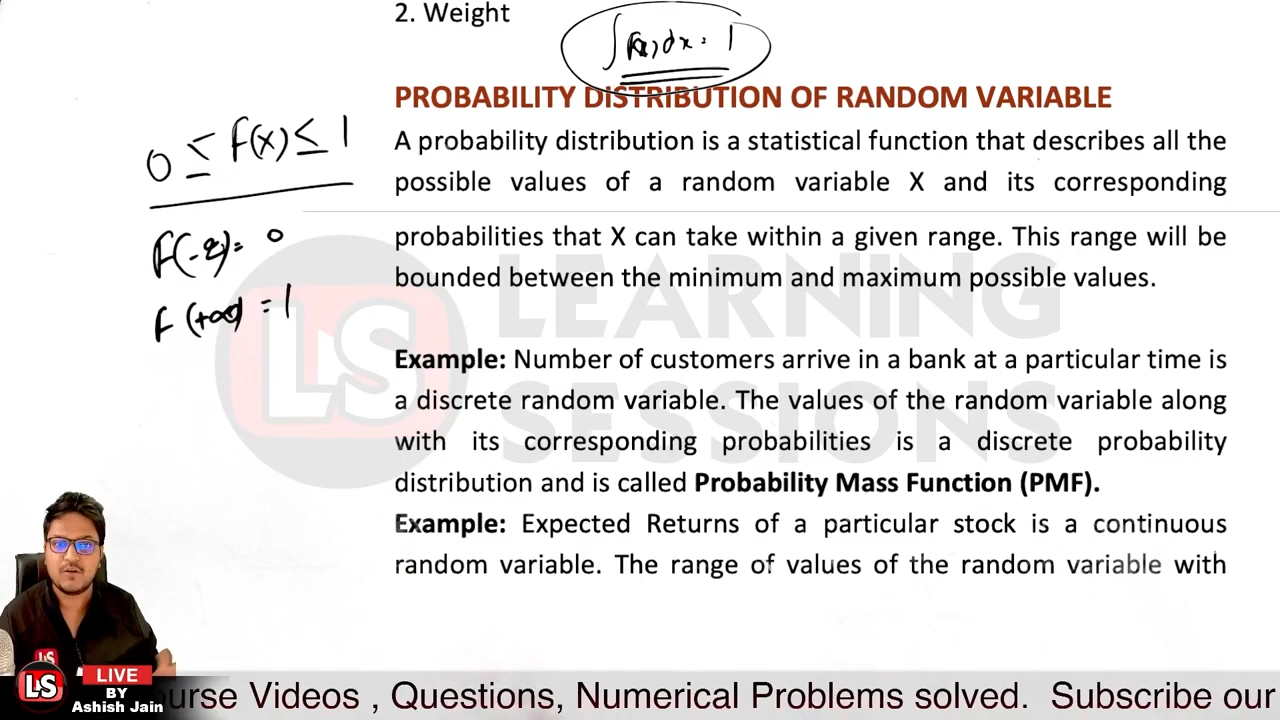 2. Weight
∫f(x)dx = 1
PROBABILITY DISTRIBUTION OF RANDOM VARIABLE
0 ≤ F(x) ≤ 1
A probability distribution is a statistical function that describes all the
possible values of a random variable X and its corresponding
F(-∞)= 0
F(+∞) = 1
probabilities that X can take within a given range. This range will be
bounded between the minimum and maximum possible values.
LEARNING
SESSIONS
LS
Example: Number of customers arrive in a bank at a particular time is
a discrete random variable. The values of the random variable along
with its corresponding probabilities is a discrete probability
distribution and is called Probability Mass Function (PMF).
Example: Expected Returns of a particular stock is a continuous
random variable. The range of values of the random variable with
LS
LS
LIVE
BY
Ashish Jain
ourse Videos , Questions, Numerical Problems solved. Subscribe our